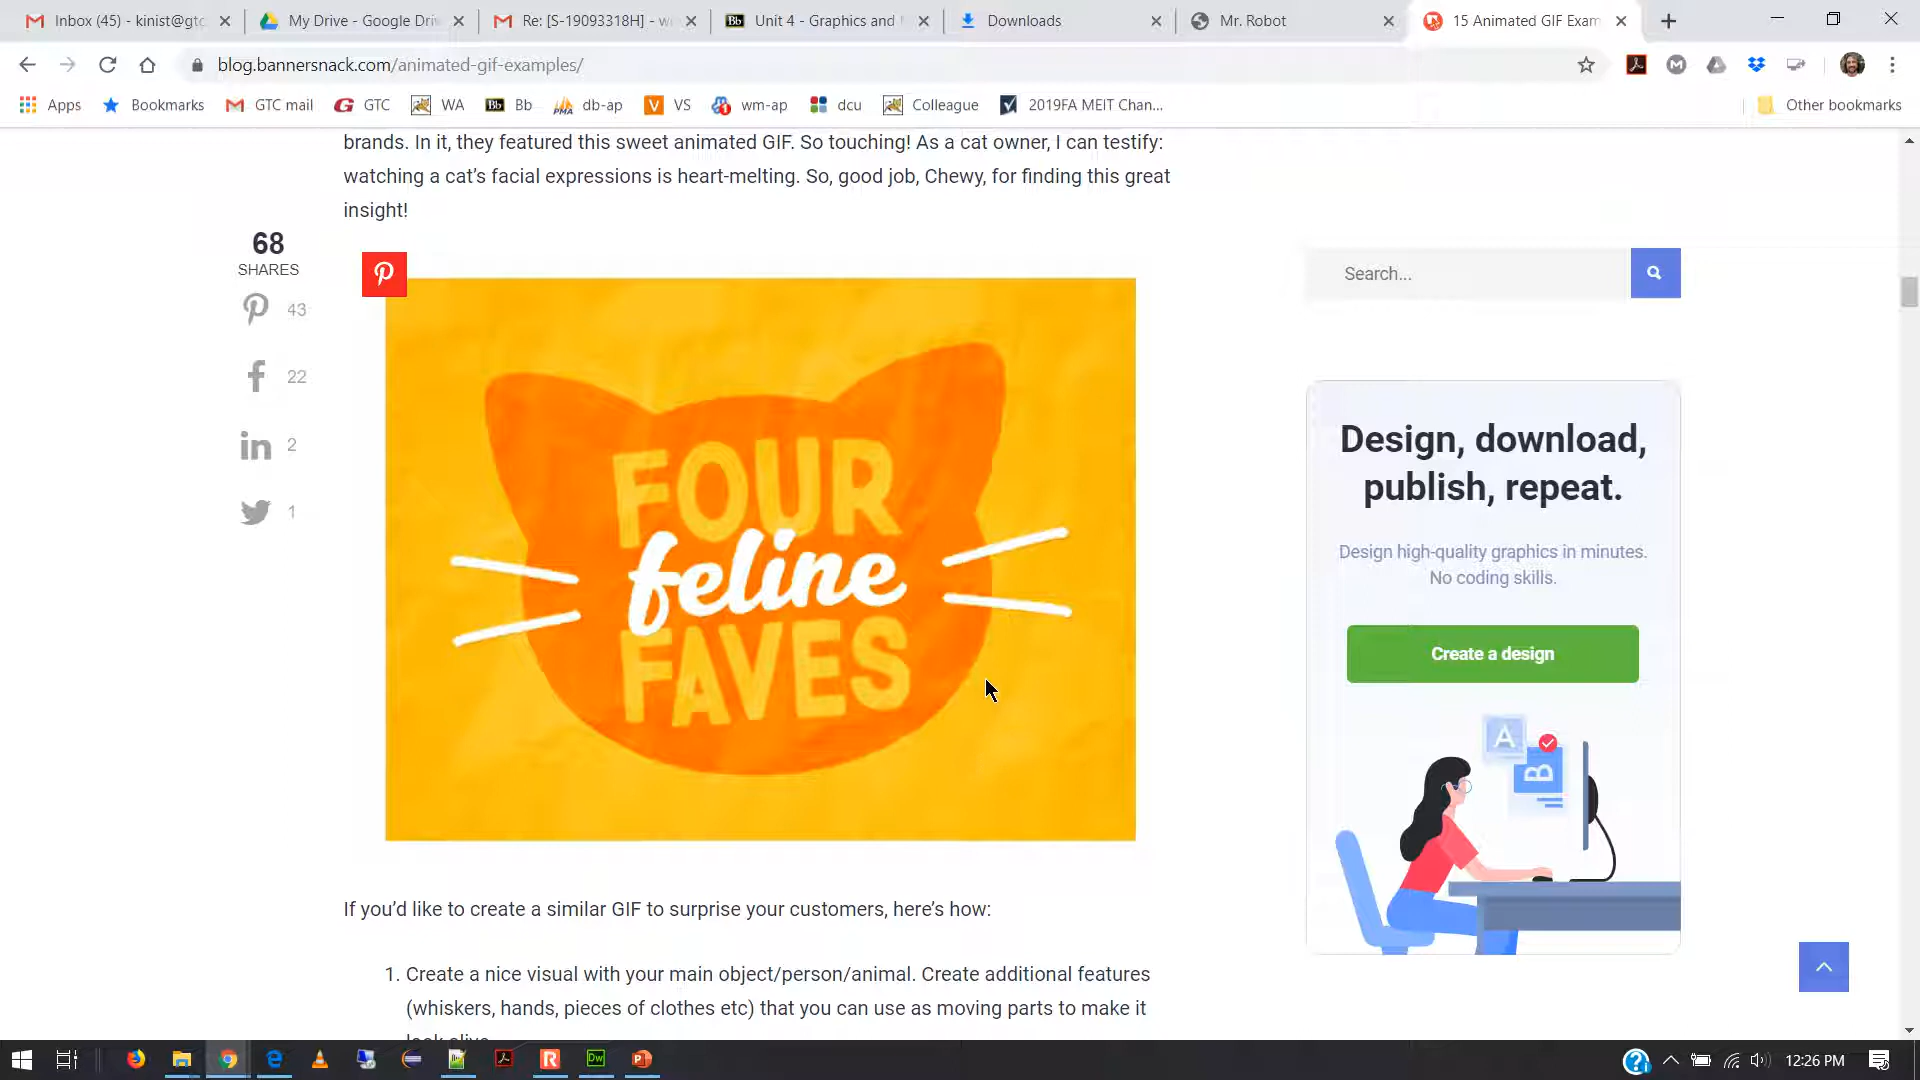 Inbox (45) - kinist@gtc.
My Drive - Google Driv
Re: [S-19093318H] - w
Bb
Unit 4 - Graphics and
Downloads
Mr. Robot
15 Animated GIF Exam
blog.bannersnack.com/animated-gif-examples/
Apps
Bookmarks
GTC mail
GTC
WA
Bb
Bb
PMA
db-ap
VS
wm-ap
dcu
Colleague
2019FA MEIT Chan...
Other bookmarks
brands. In it, they featured this sweet animated GIF. So touching! As a cat owner, I can testify:
watching a cat’s facial expressions is heart-melting. So, good job, Chewy, for finding this great
insight!
68
SHARES
43
22
2
1
FOUR
feline
FAVES
Search...
Design, download,
publish, repeat.
Design high-quality graphics in minutes.
No coding skills.
Create a design
A
B
If you’d like to create a similar GIF to surprise your customers, here’s how:
1. Create a nice visual with your main object/person/animal. Create additional features
(whiskers, hands, pieces of clothes etc) that you can use as moving parts to make it
look alive
Dw
12:26 PM